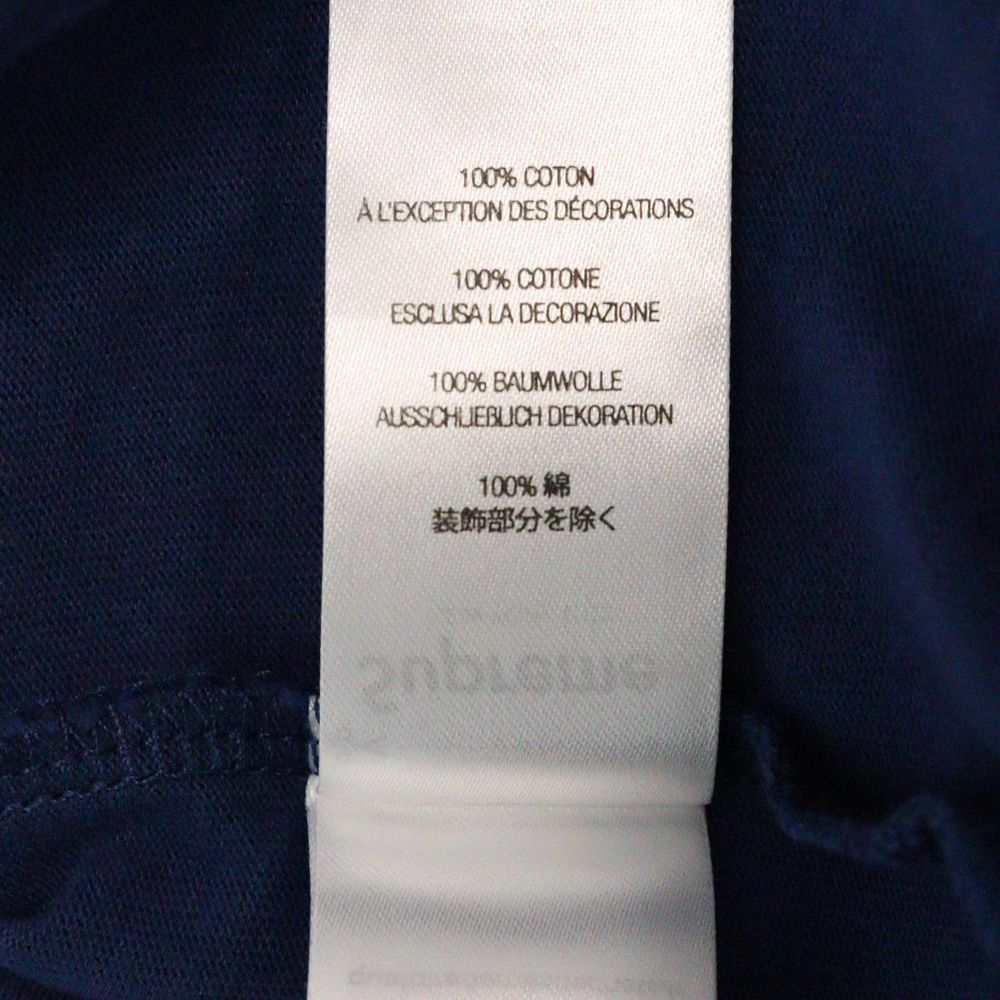 100% COTON
À L'EXCEPTION DES DÉCORATIONS
100% COTONE
ESCLUSA LA DECORAZIONE
100% BAUMWOLLE
AUSSCHLIEßLICH DEKORATION
100% 綿
装飾部分を除く
Supreme